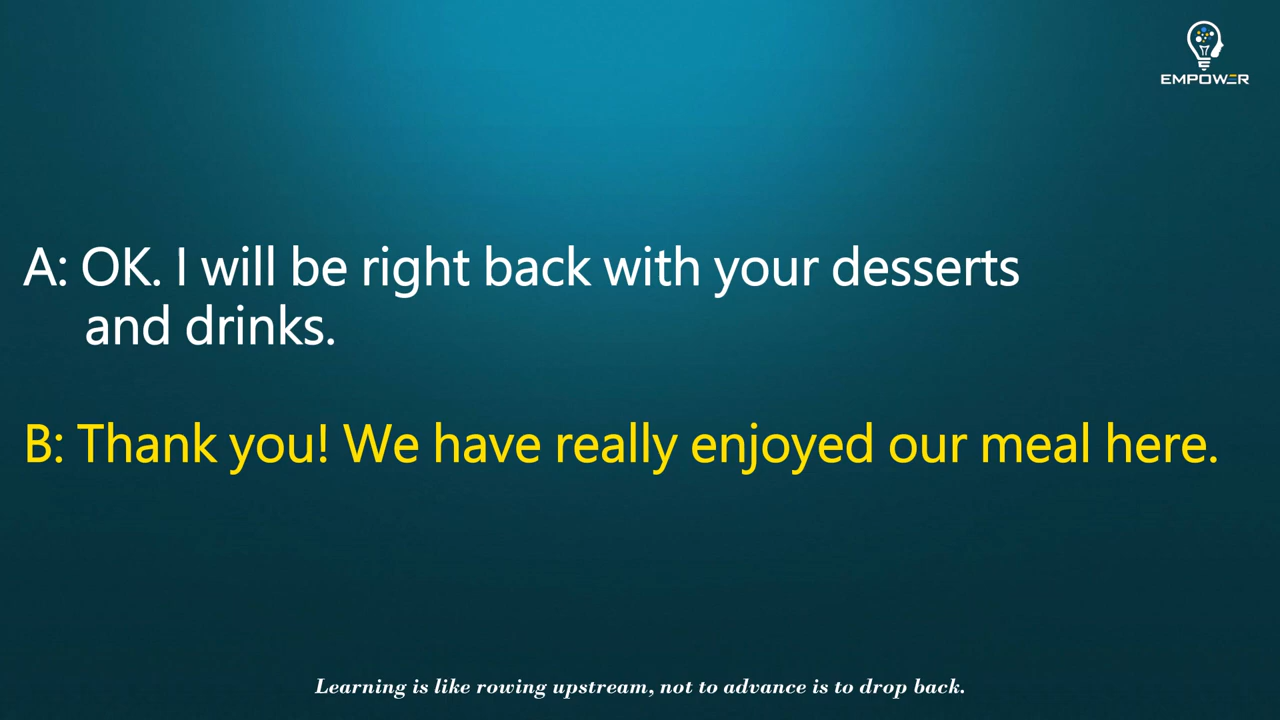 EMPOWER
A: OK. I will be right back with your desserts
and drinks.
B: Thank you! We have really enjoyed our meal here.
Learning is like rowing upstream, not to advance is to drop back.